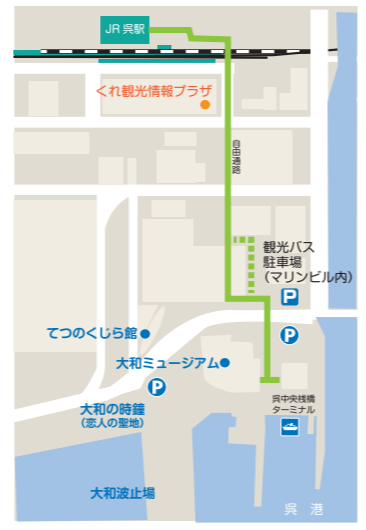 JR 呉駅
くれ観光情報プラザ
自由通路
観光バス
駐車場
（マリンビル内）
P
P
てつのくじら館
大和ミュージアム
P
大和の時鐘
（恋人の聖地）
呉中央桟橋
ターミナル
大和波止場
呉 港